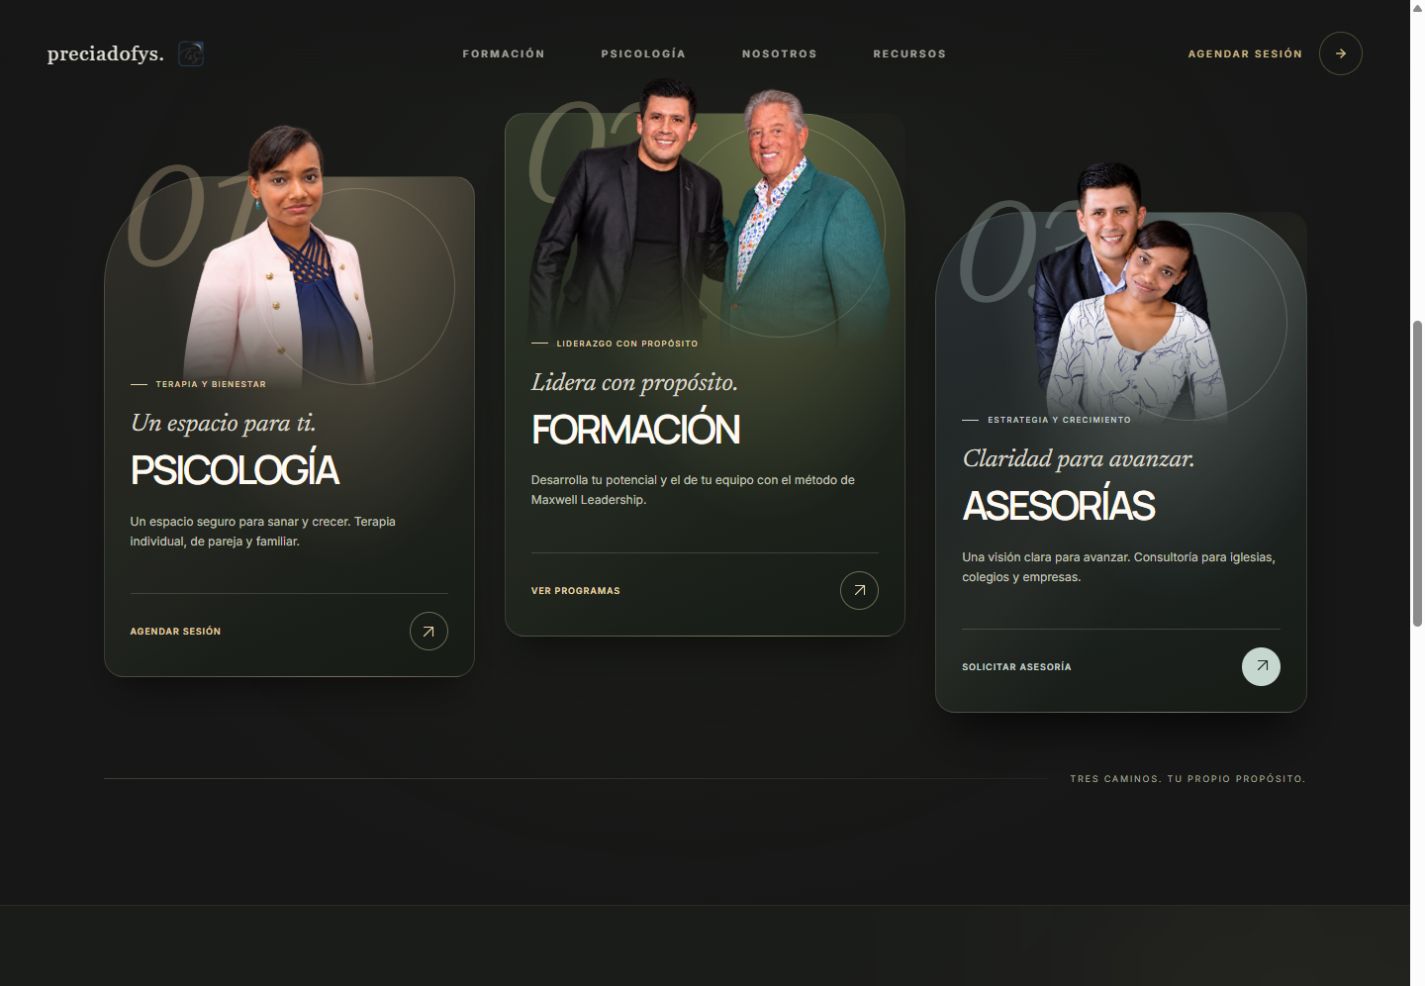 preciadofys.
FORMACIÓN
PSICOLOGÍA
NOSOTROS
RECURSOS
AGENDAR SESIÓN
01
TERAPIA Y BIENESTAR
Un espacio para ti.
PSICOLOGÍA
Un espacio seguro para sanar y crecer. Terapia
individual, de pareja y familiar.
AGENDAR SESIÓN
02
LIDERAZGO CON PROPÓSITO
Lidera con propósito.
FORMACIÓN
Desarrolla tu potencial y el de tu equipo con el método de
Maxwell Leadership.
VER PROGRAMAS
03
ESTRATEGIA Y CRECIMIENTO
Claridad para avanzar.
ASESORÍAS
Una visión clara para avanzar. Consultoría para iglesias,
colegios y empresas.
SOLICITAR ASESORÍA
TRES CAMINOS. TU PROPIO PROPÓSITO.